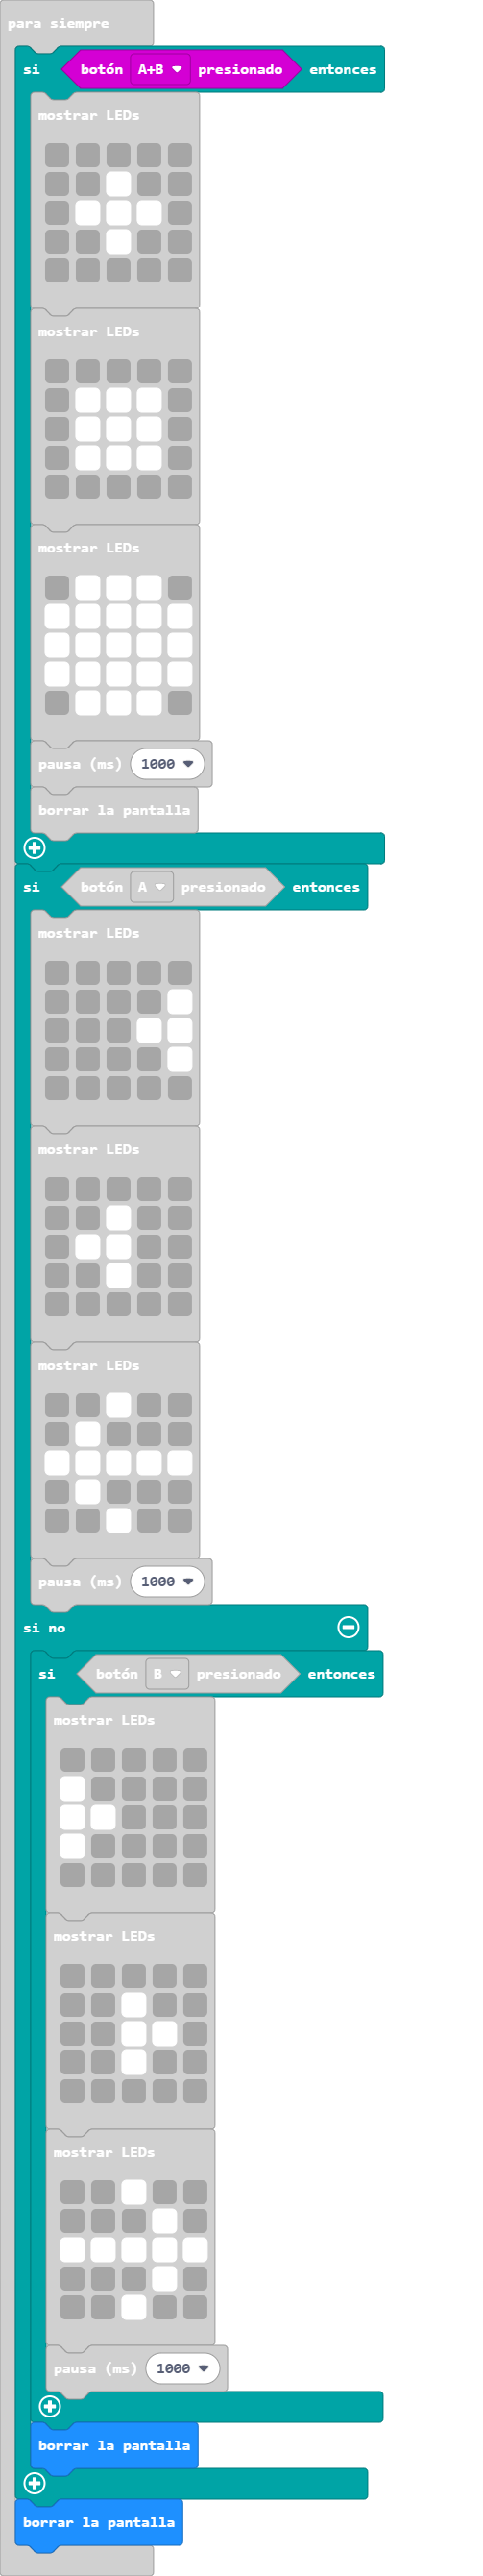 para siempre
si botón A+B presionado entonces
mostrar LEDs
mostrar LEDs
mostrar LEDs
pausa (ms) 1000
borrar la pantalla
si botón A presionado entonces
mostrar LEDs
mostrar LEDs
mostrar LEDs
pausa (ms) 1000
si no
si botón B presionado entonces
mostrar LEDs
mostrar LEDs
mostrar LEDs
pausa (ms) 1000
borrar la pantalla
borrar la pantalla